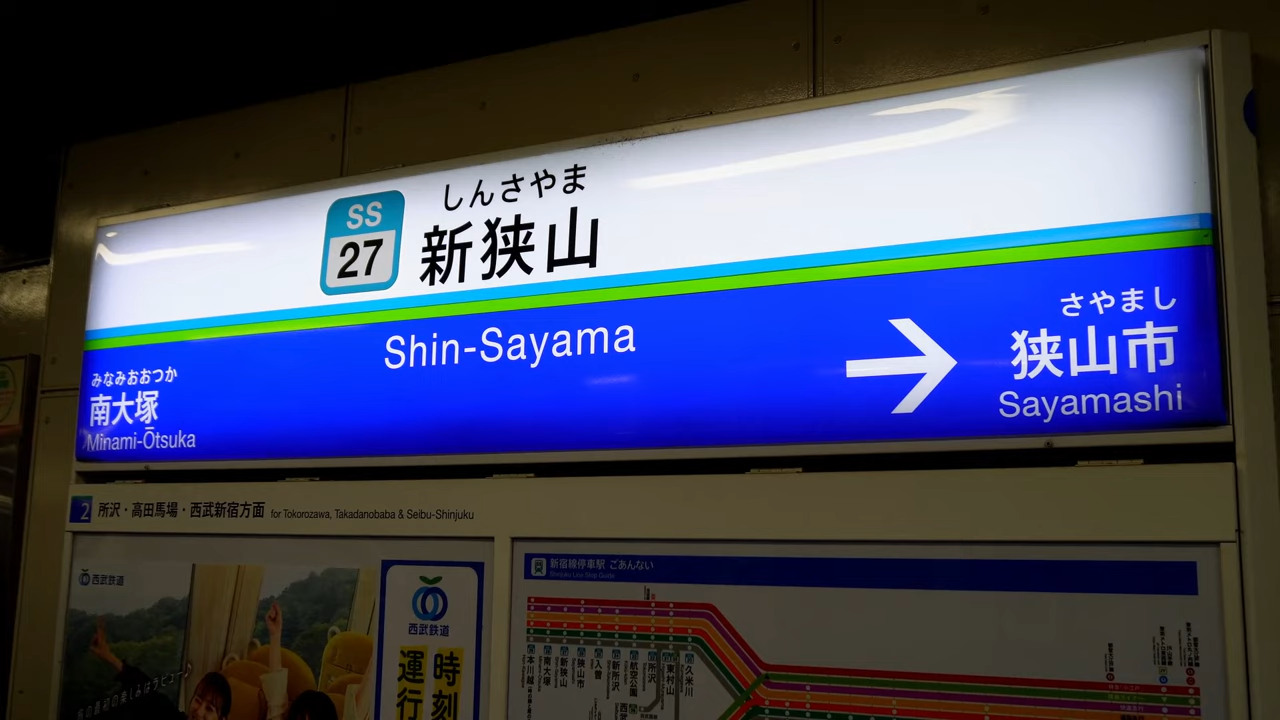 しんさやま
SS
27
新狭山
Shin-Sayama
みなみおおつか
南大塚
Minami-Ōtsuka
さやまし
狭山市
Sayamashi
2 所沢・高田馬場・西武新宿方面 for Tokorozawa, Takadanobaba & Seibu-Shinjuku
西武鉄道
西武鉄道
時刻
運行
新宿線停車駅 ごあんない
本川越
南大塚
新狭山
狭山市
入曽
新所沢
航空公園
所沢
東村山
久米川